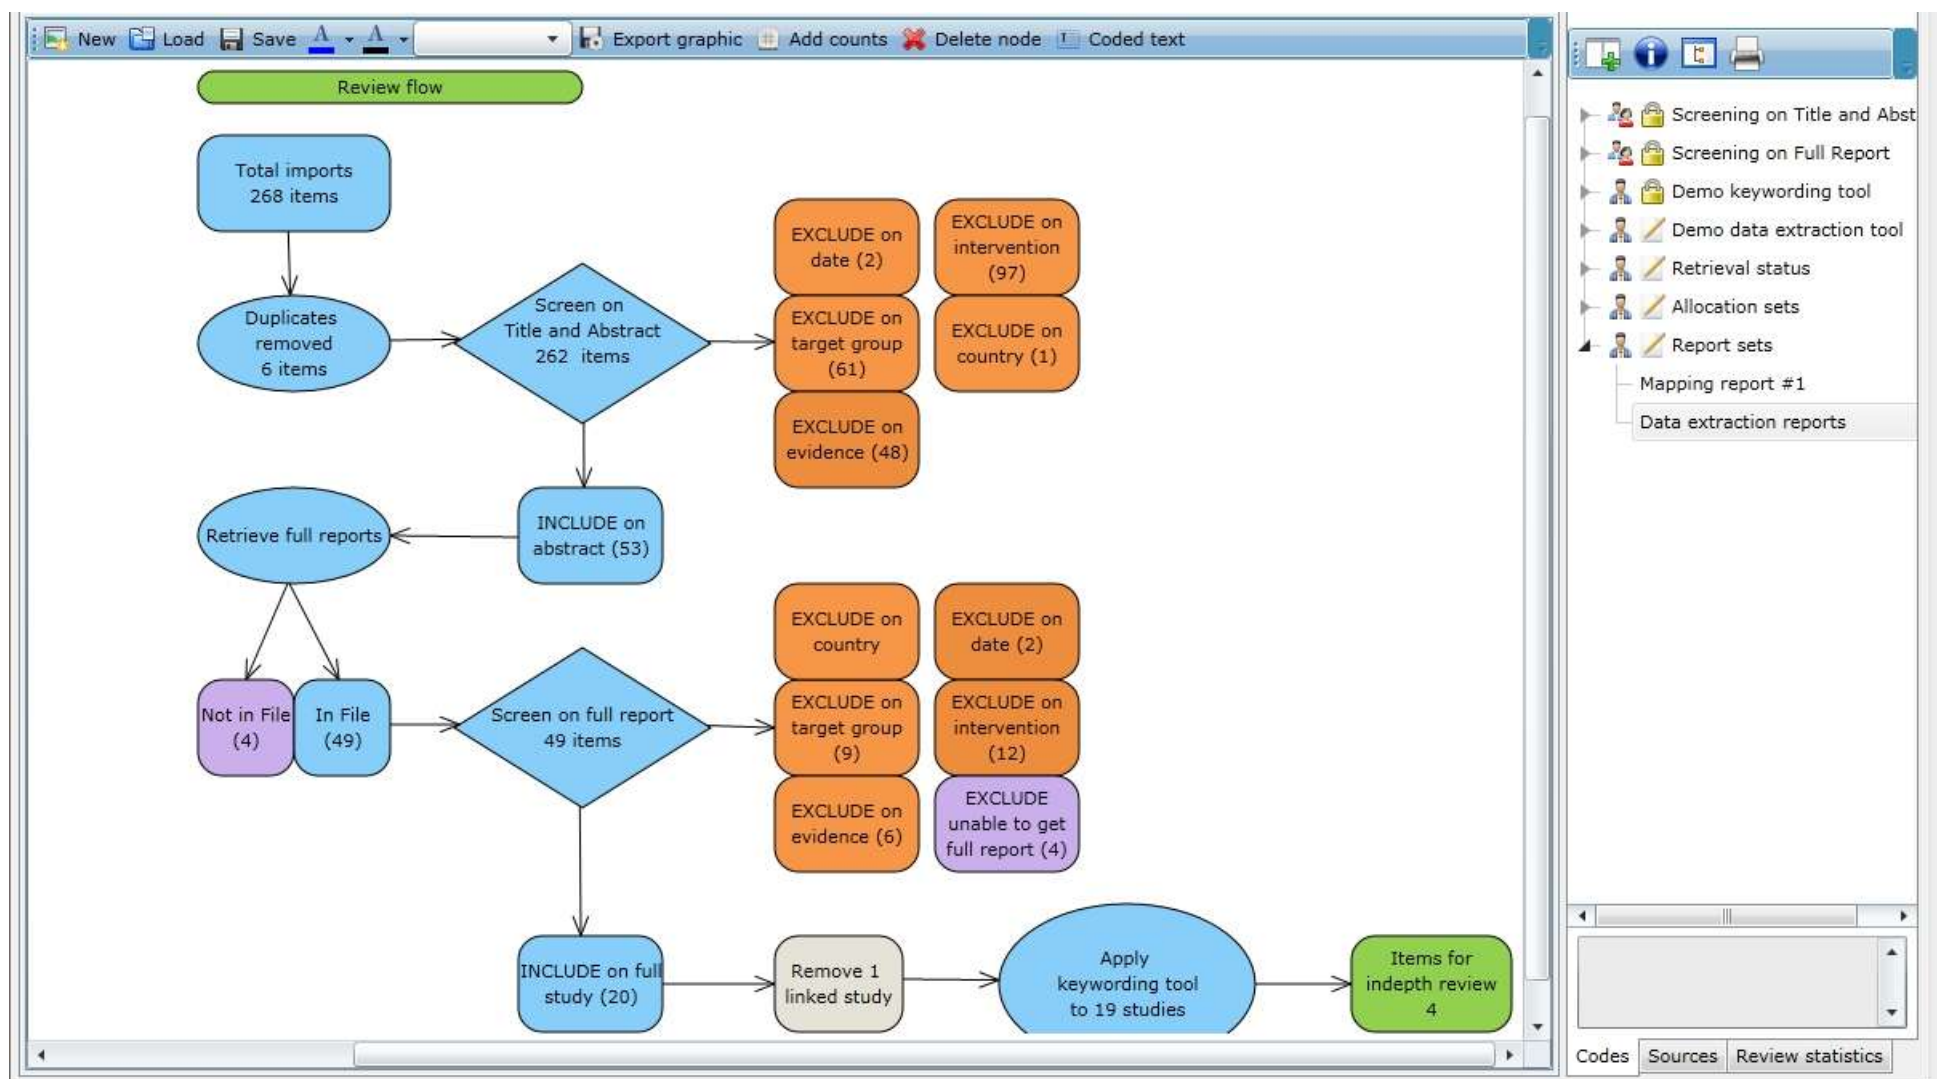 New Load Save A A Export graphic Add counts Delete node Coded text
Review flow
Total imports
268 items
Duplicates
removed
6 items
Screen on
Title and Abstract
262 items
EXCLUDE on
date (2)
EXCLUDE on
intervention
(97)
EXCLUDE on
target group
(61)
EXCLUDE on
country (1)
EXCLUDE on
evidence (48)
INCLUDE on
abstract (53)
Retrieve full reports
Not in File
(4)
In File
(49)
Screen on full report
49 items
EXCLUDE on
country
EXCLUDE on
date (2)
EXCLUDE on
target group
(9)
EXCLUDE on
intervention
(12)
EXCLUDE on
evidence (6)
EXCLUDE
unable to get
full report (4)
INCLUDE on full
study (20)
Remove 1
linked study
Apply
keywording tool
to 19 studies
Items for
indepth review
4
Screening on Title and Abst
Screening on Full Report
Demo keywording tool
Demo data extraction tool
Retrieval status
Allocation sets
Report sets
Mapping report #1
Data extraction reports
Codes Sources Review statistics